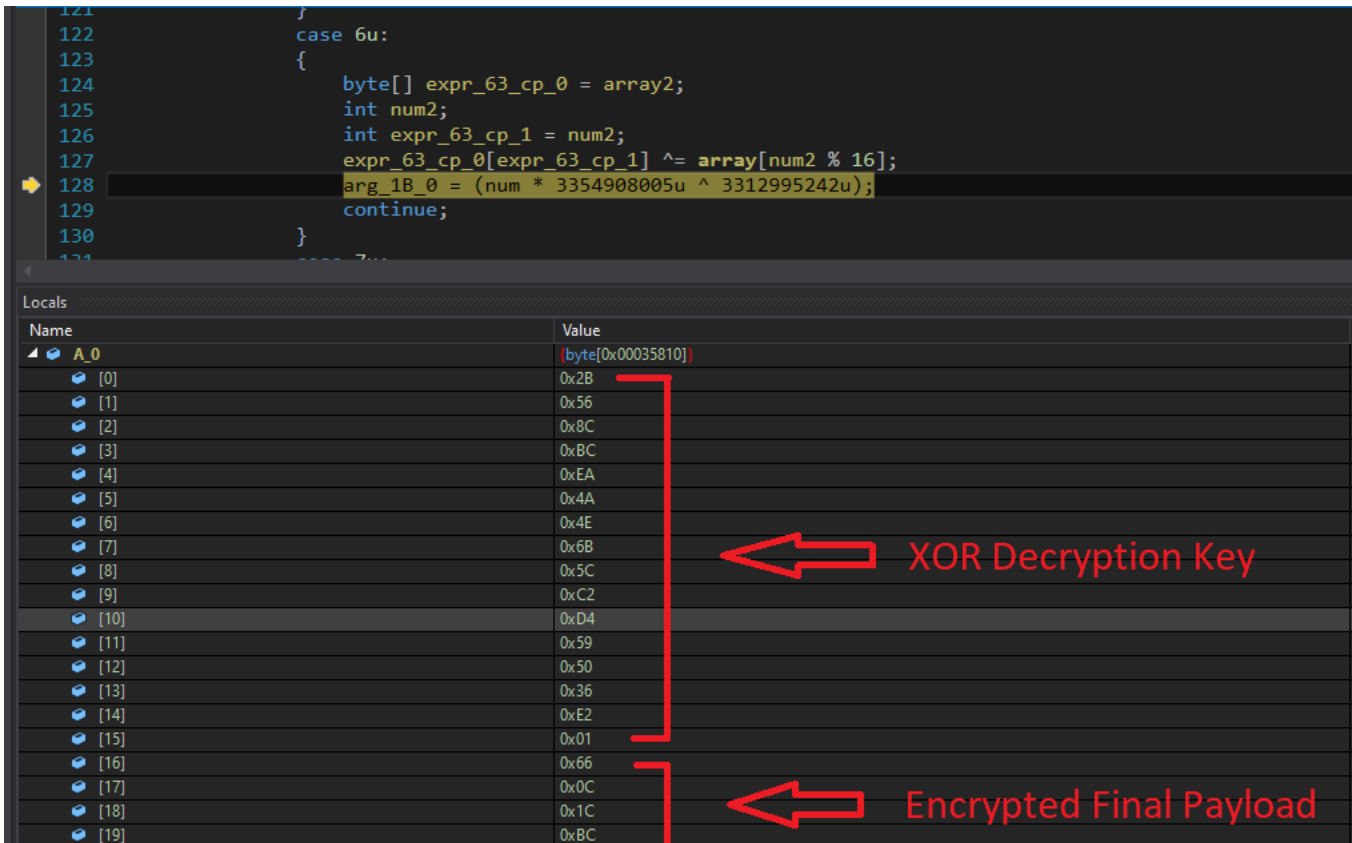 121 }
122 case 6u:
123 {
124 byte[] expr_63_cp_0 = array2;
125 int num2;
126 int expr_63_cp_1 = num2;
127 expr_63_cp_0[expr_63_cp_1] ^= array[num2 % 16];
128 arg_1B_0 = (num * 3354908005u ^ 3312995242u);
129 continue;
130 }
131 case 7u:
Locals
Name Value
A_0 {byte[0x00035810]}
[0] 0x2B
[1] 0x56
[2] 0x8C
[3] 0xBC
[4] 0xEA
[5] 0x4A
[6] 0x4E
[7] 0x6B
XOR Decryption Key
[8] 0x5C
[9] 0xC2
[10] 0xD4
[11] 0x59
[12] 0x50
[13] 0x36
[14] 0xE2
[15] 0x01
[16] 0x66
[17] 0x0C
[18] 0x1C
Encrypted Final Payload
[19] 0xBC